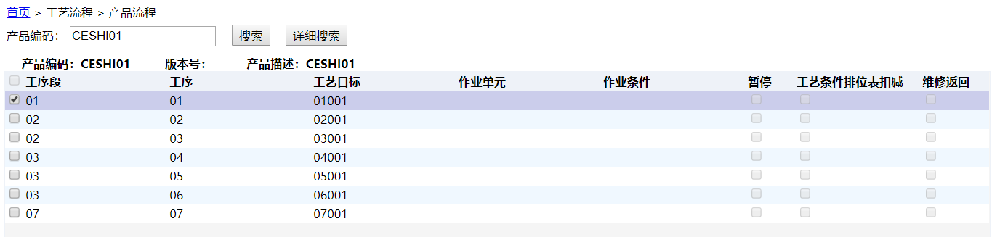 首页 > 工艺流程 > 产品流程
产品编码： CESHI01 搜索 详细搜索
产品编码：CESHI01 版本号： 产品描述：CESHI01
工序段 工序 工艺目标 作业单元 作业条件 暂停 工艺条件排位表扣减 维修返回
01 01 01001
02 02 02001
02 03 03001
03 04 04001
03 05 05001
03 06 06001
07 07 07001